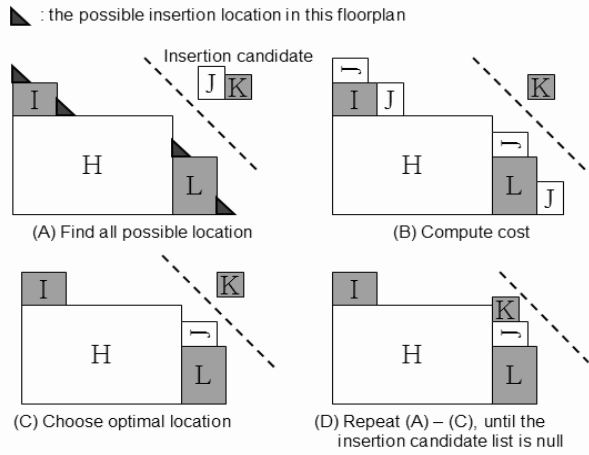 : the possible insertion location in this floorplan
Insertion candidate
J K
I
H
L
(A) Find all possible location
J
I J
K
J
H
L
J
(B) Compute cost
I
K
J
H
L
(C) Choose optimal location
I
K
J
H
L
(D) Repeat (A) – (C), until the
insertion candidate list is null